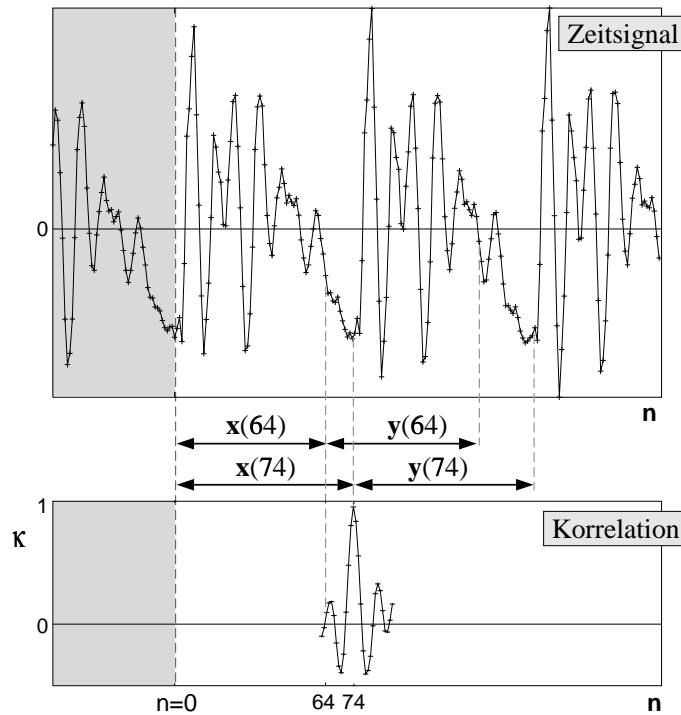 Zeitsignal
0
n
x(64) y(64)
x(74) y(74)
1
Korrelation
κ
0
n=0 64 74 n